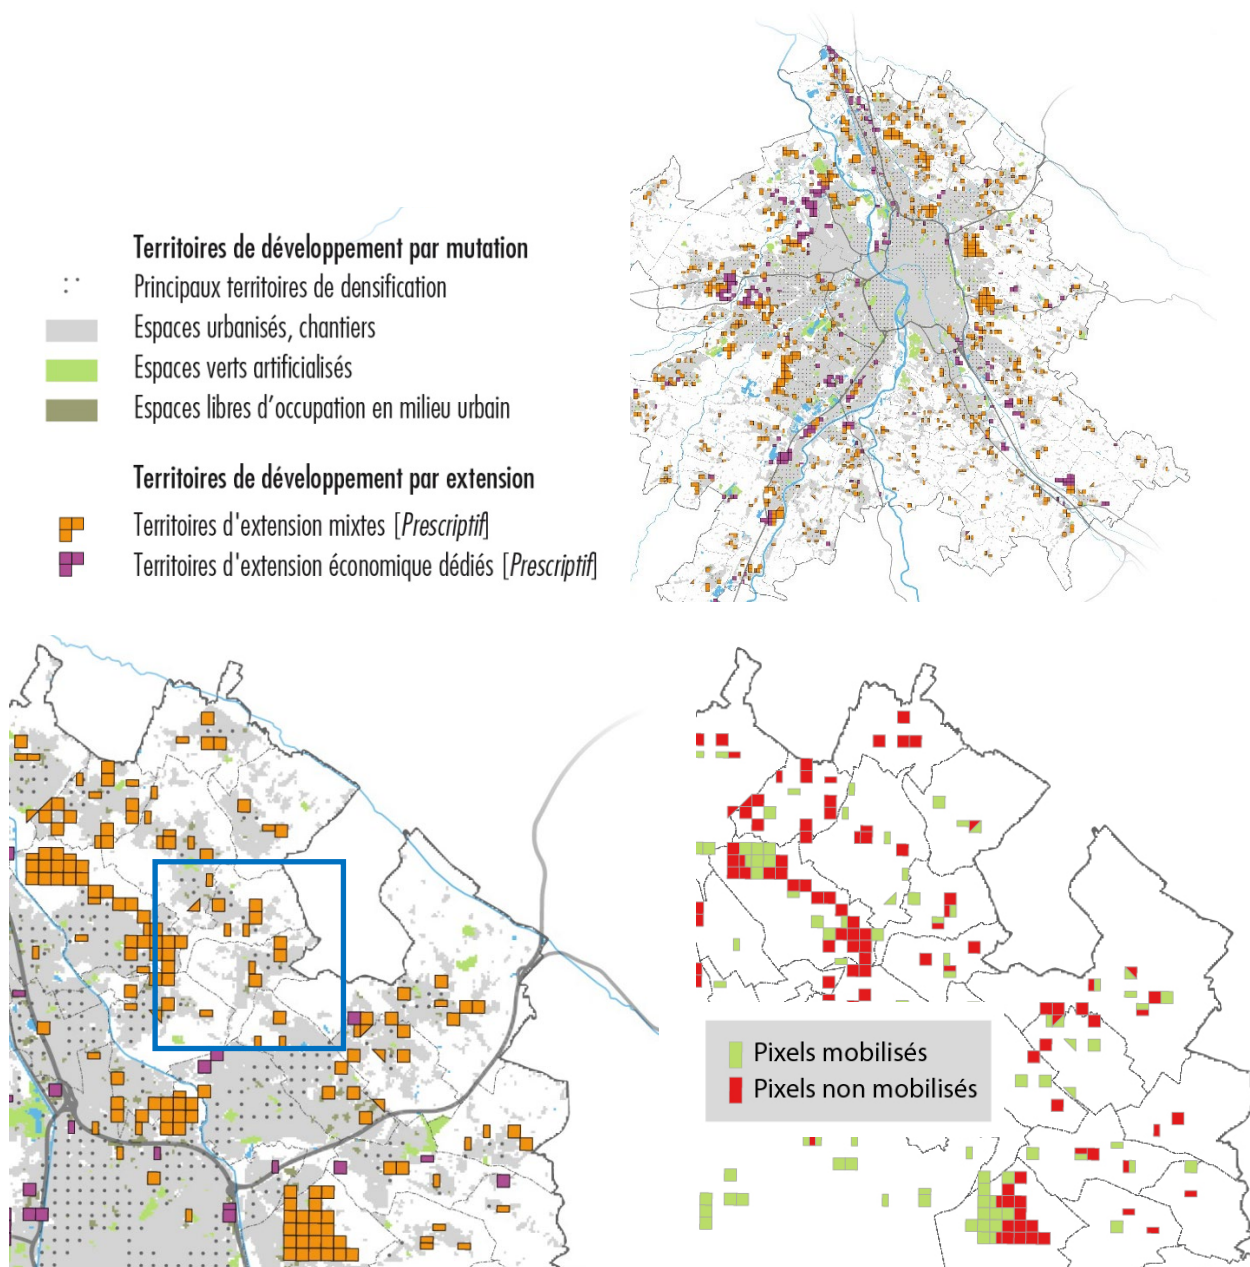 Territoires de développement par mutation
Principaux territoires de densification
Espaces urbanisés, chantiers
Espaces verts artificialisés
Espaces libres d’occupation en milieu urbain
Territoires de développement par extension
Territoires d'extension mixtes [Prescriptif]
Territoires d'extension économique dédiés [Prescriptif]
Pixels mobilisés
Pixels non mobilisés